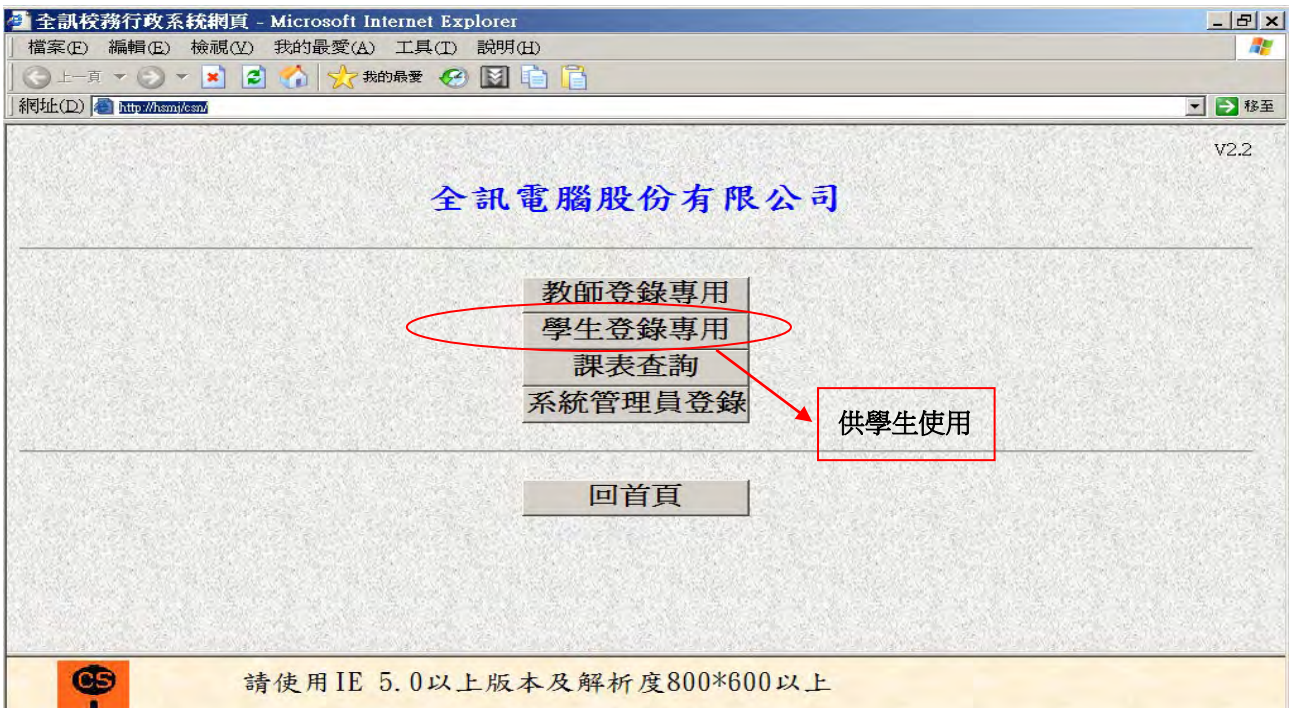 全訊校務行政系統網頁 - Microsoft Internet Explorer
檔案(F) 編輯(E) 檢視(V) 我的最愛(A) 工具(T) 說明(H)
上一頁 我的最愛
網址(D) http://hsmj/csn/ 移至
V2.2
全訊電腦股份有限公司
教師登錄專用
學生登錄專用
課表查詢
系統管理員登錄
供學生使用
回首頁
CS
請使用IE 5.0以上版本及解析度800*600以上